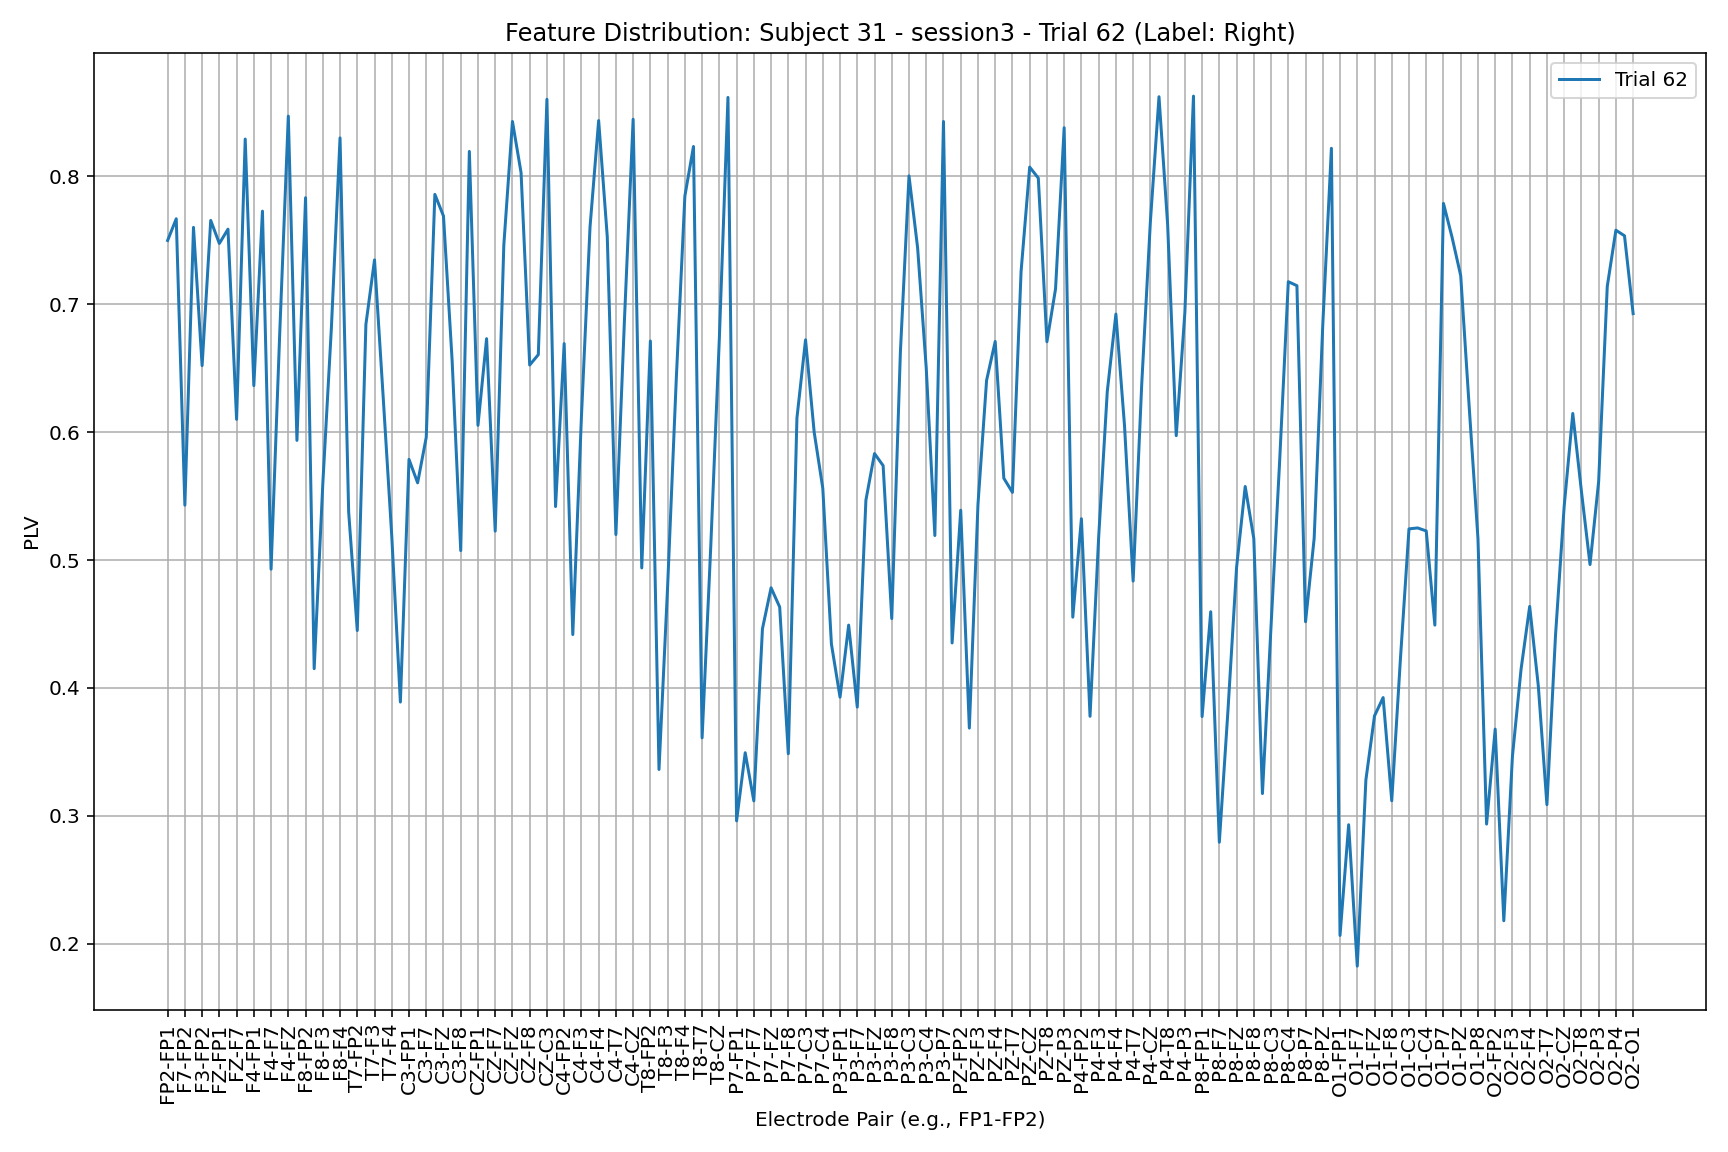 Feature Distribution: Subject 31 - session3 - Trial 62 (Label: Right)
Trial 62
PLV
0.8
0.7
0.6
0.5
0.4
0.3
0.2
FP2-FP1
F7-FP2
F3-FP2
FZ-FP1
FZ-F7
F4-FP1
F4-F7
F4-FZ
F8-FP2
F8-F3
F8-F4
T7-FP2
T7-F3
T7-F4
C3-FP1
C3-F7
C3-FZ
C3-F8
CZ-FP1
CZ-F7
CZ-FZ
CZ-F8
CZ-C3
C4-FP2
C4-F3
C4-F4
C4-T7
C4-CZ
T8-FP2
T8-F3
T8-F4
T8-T7
T8-CZ
P7-FP1
P7-F7
P7-FZ
P7-F8
P7-C3
P7-C4
P3-FP1
P3-F7
P3-FZ
P3-F8
P3-C3
P3-C4
P3-P7
PZ-FP2
PZ-F3
PZ-F4
PZ-T7
PZ-CZ
PZ-T8
PZ-P3
P4-FP2
P4-F3
P4-F4
P4-T7
P4-CZ
P4-T8
P4-P3
P8-FP1
P8-F7
P8-FZ
P8-F8
P8-C3
P8-C4
P8-P7
P8-PZ
O1-FP1
O1-F7
O1-FZ
O1-F8
O1-C3
O1-C4
O1-P7
O1-PZ
O1-P8
O2-FP2
O2-F3
O2-F4
O2-T7
O2-CZ
O2-T8
O2-P3
O2-P4
O2-O1
Electrode Pair (e.g., FP1-FP2)